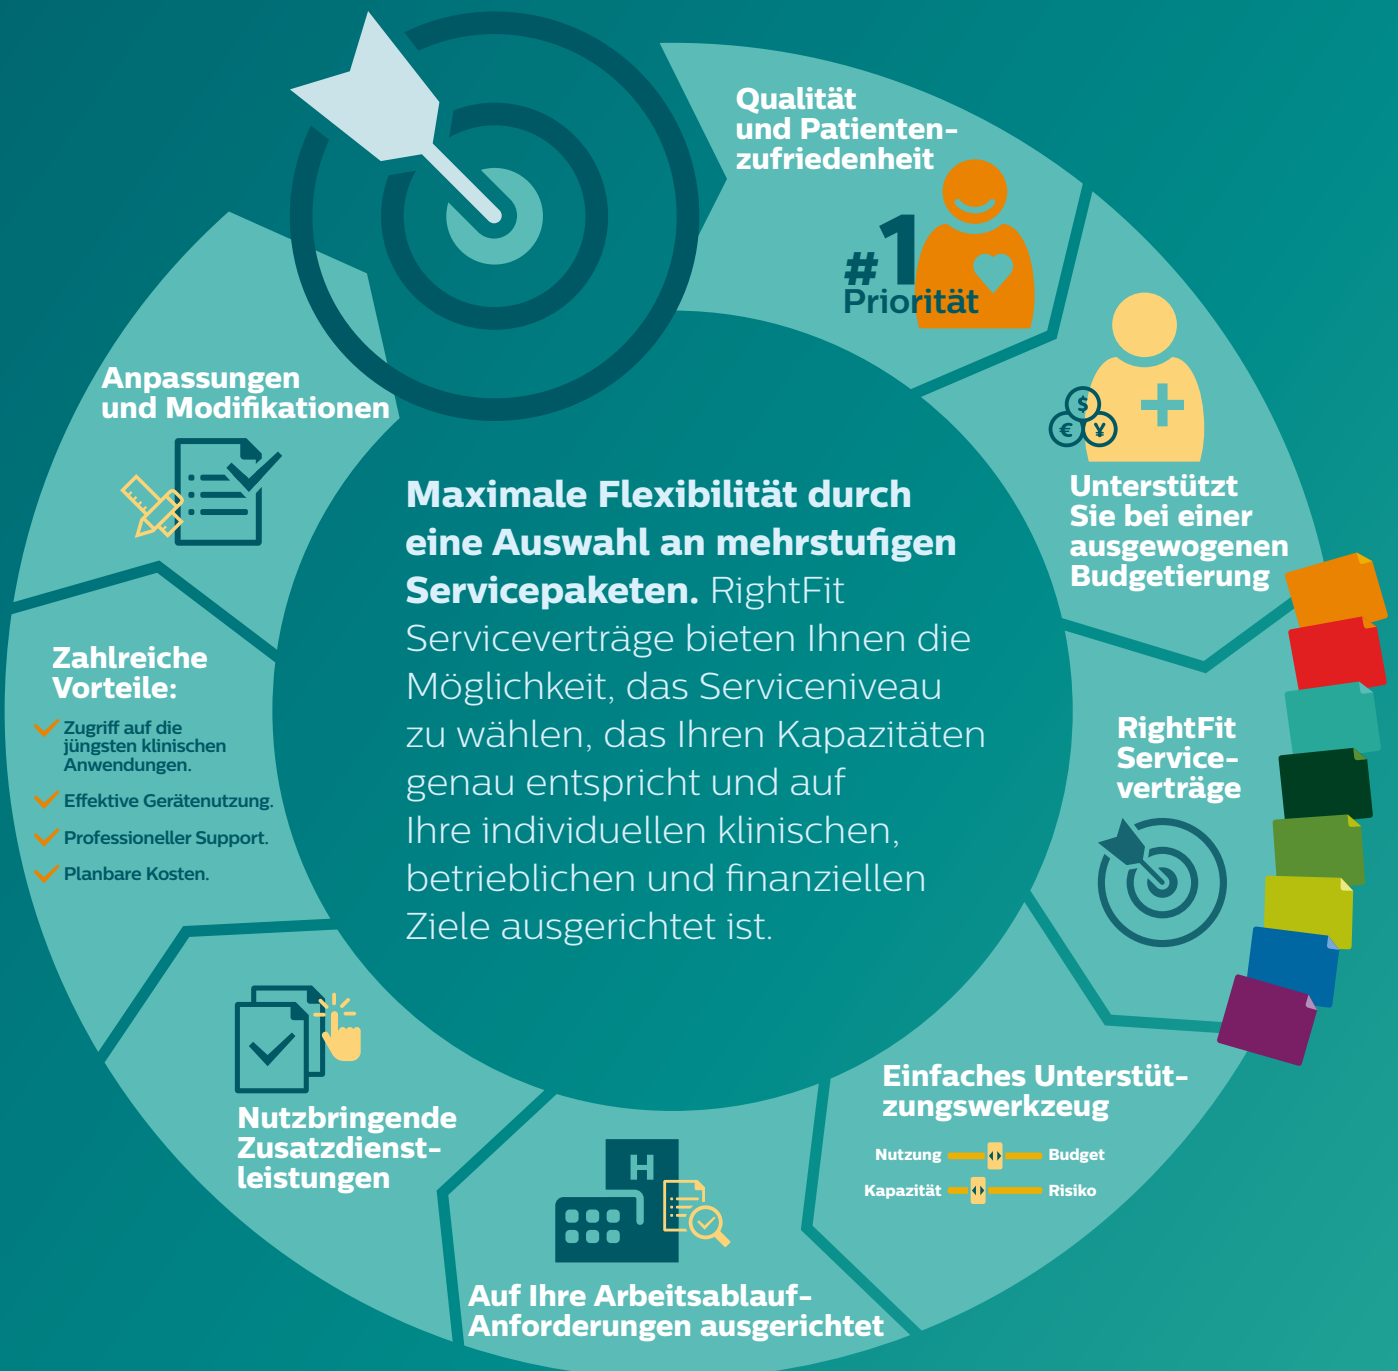 Qualität
und Patienten-
zufriedenheit
#1
Priorität
$
€ ¥
Unterstützt
Sie bei einer
ausgewogenen
Budgetierung
RightFit
Service-
verträge
Einfaches Unterstüt-
zungswerkzeug
Nutzung Budget
Kapazität Risiko
H
Auf Ihre Arbeitsablauf-
Anforderungen ausgerichtet
Nutzbringende
Zusatzdienst-
leistungen
Zahlreiche
Vorteile:
Zugriff auf die
jüngsten klinischen
Anwendungen.
Effektive Gerätenutzung.
Professioneller Support.
Planbare Kosten.
Anpassungen
und Modifikationen
Maximale Flexibilität durch
eine Auswahl an mehrstufigen
Servicepaketen. RightFit
Serviceverträge bieten Ihnen die
Möglichkeit, das Serviceniveau
zu wählen, das Ihren Kapazitäten
genau entspricht und auf
Ihre individuellen klinischen,
betrieblichen und finanziellen
Ziele ausgerichtet ist.